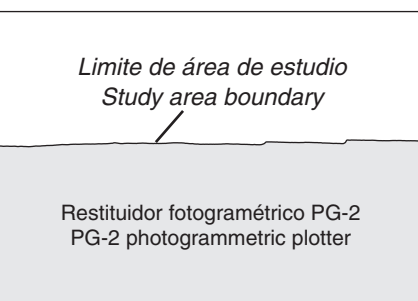 Limite de área de estudio
Study area boundary
Restituidor fotogramétrico PG-2
PG-2 photogrammetric plotter